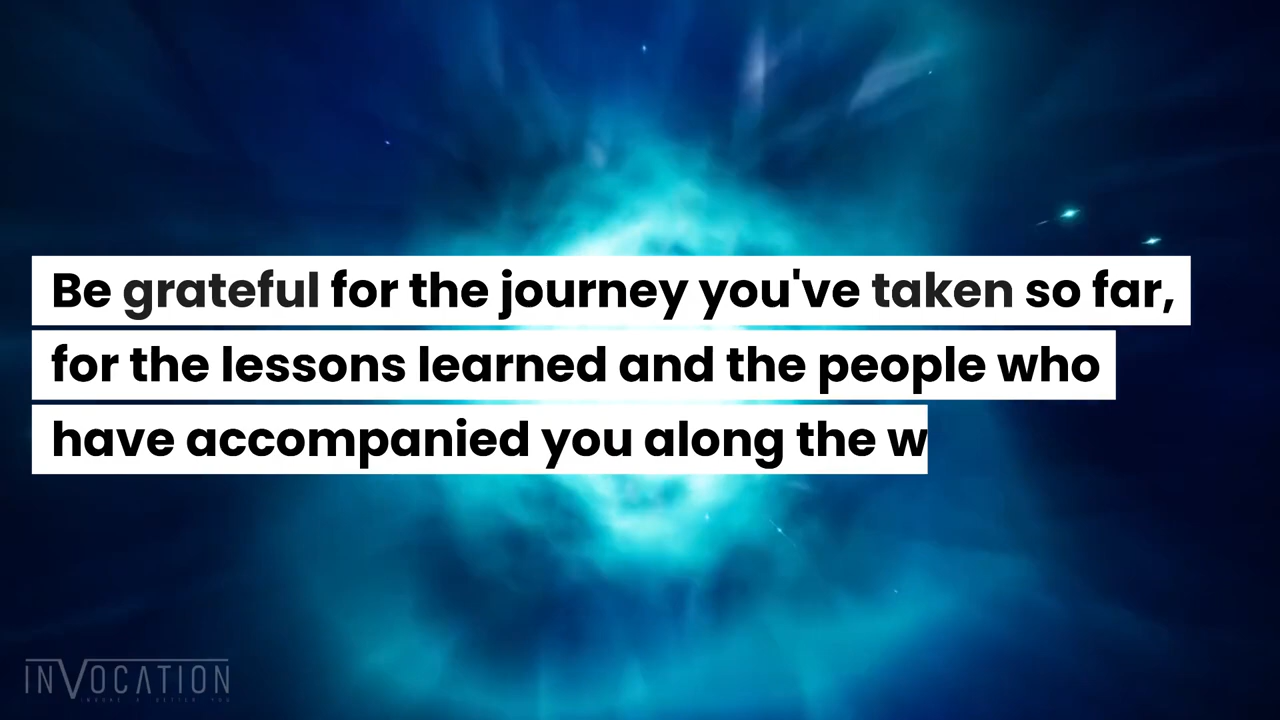 Be grateful for the journey you've taken so far,
for the lessons learned and the people who
have accompanied you along the w
INVOCATION